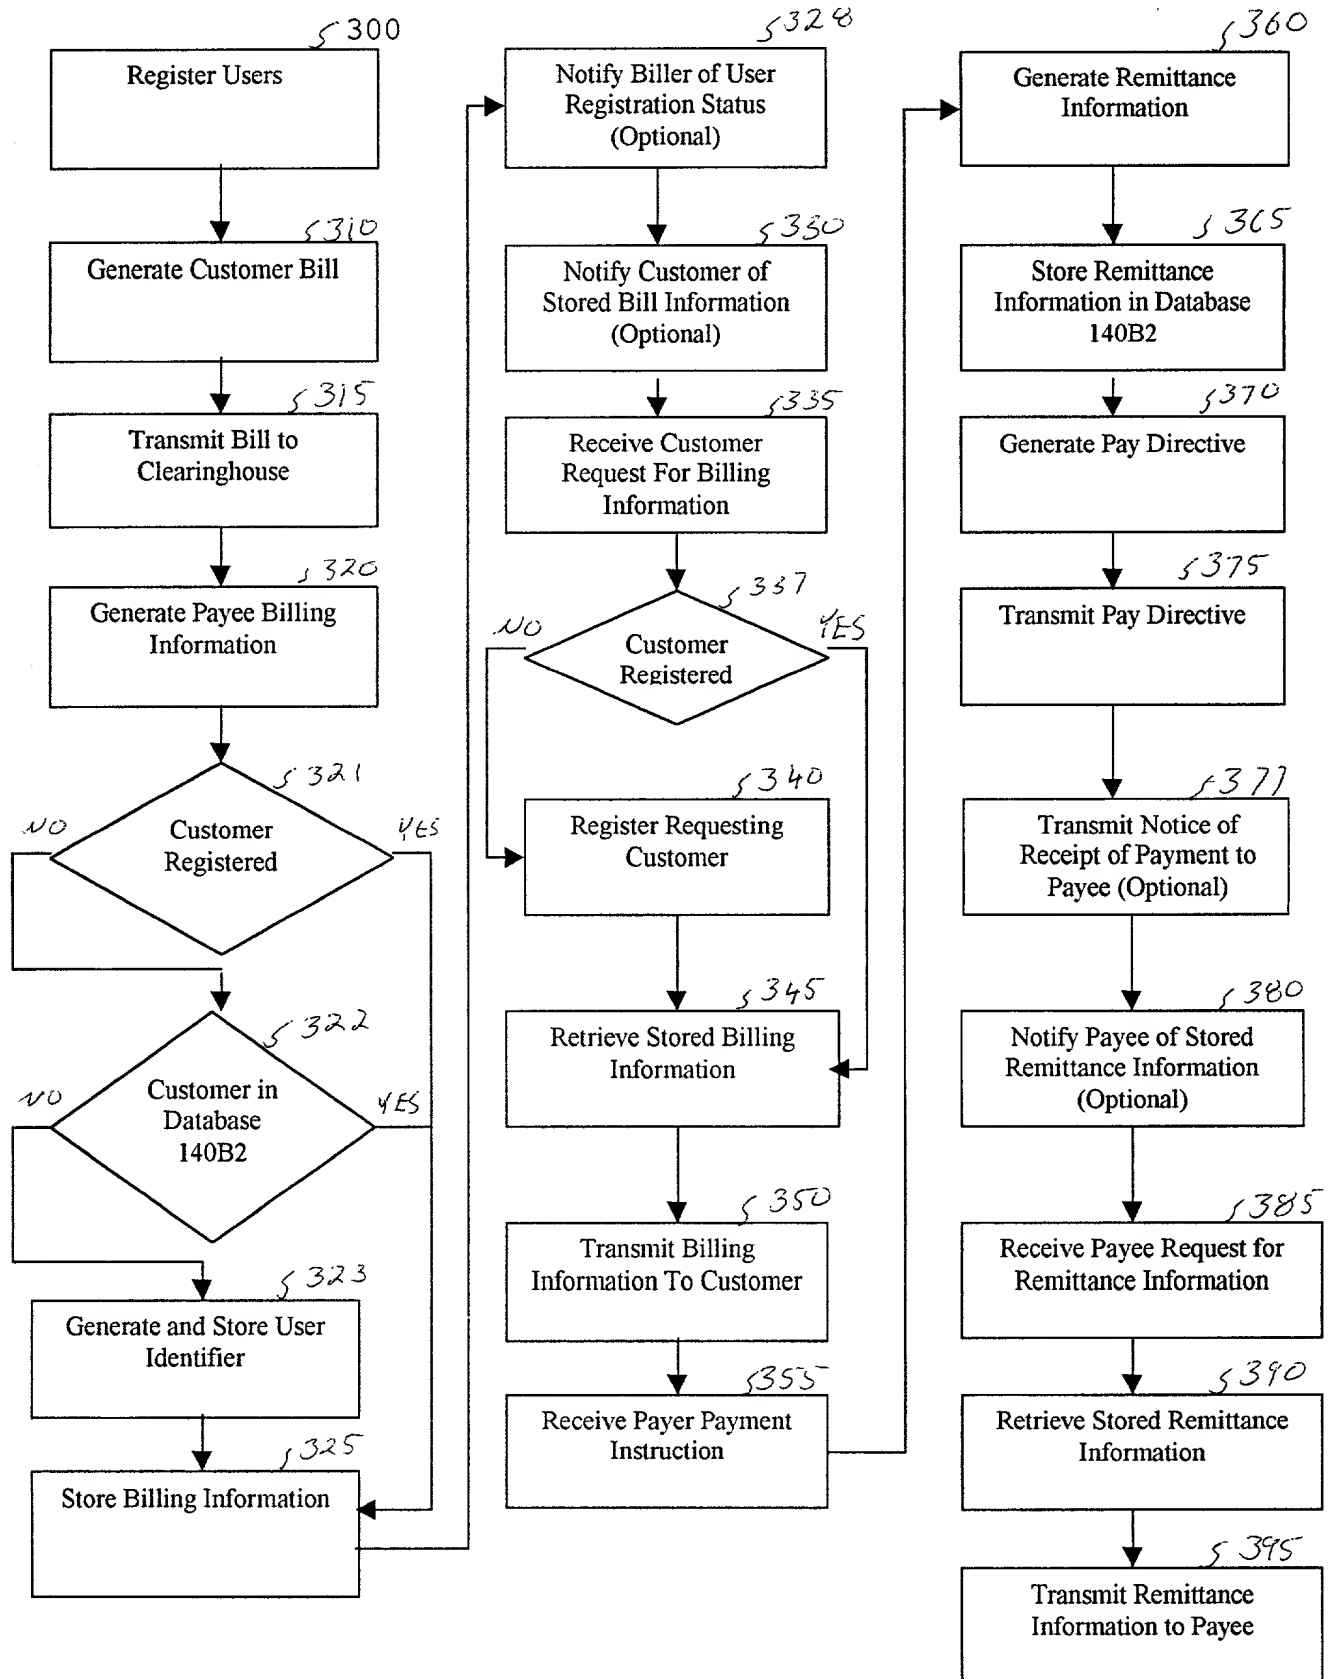 300
Register Users
310
Generate Customer Bill
315
Transmit Bill to
Clearinghouse
320
Generate Payee Billing
Information
321
NO
YES
Customer
Registered
322
NO
YES
Customer in
Database
140B2
323
Generate and Store User
Identifier
325
Store Billing Information
328
Notify Biller of User
Registration Status
(Optional)
330
Notify Customer of
Stored Bill Information
(Optional)
335
Receive Customer
Request For Billing
Information
337
NO
YES
Customer
Registered
340
Register Requesting
Customer
345
Retrieve Stored Billing
Information
350
Transmit Billing
Information To Customer
355
Receive Payer Payment
Instruction
360
Generate Remittance
Information
365
Store Remittance
Information in Database
140B2
370
Generate Pay Directive
375
Transmit Pay Directive
377
Transmit Notice of
Receipt of Payment to
Payee (Optional)
380
Notify Payee of Stored
Remittance Information
(Optional)
385
Receive Payee Request for
Remittance Information
390
Retrieve Stored Remittance
Information
395
Transmit Remittance
Information to Payee